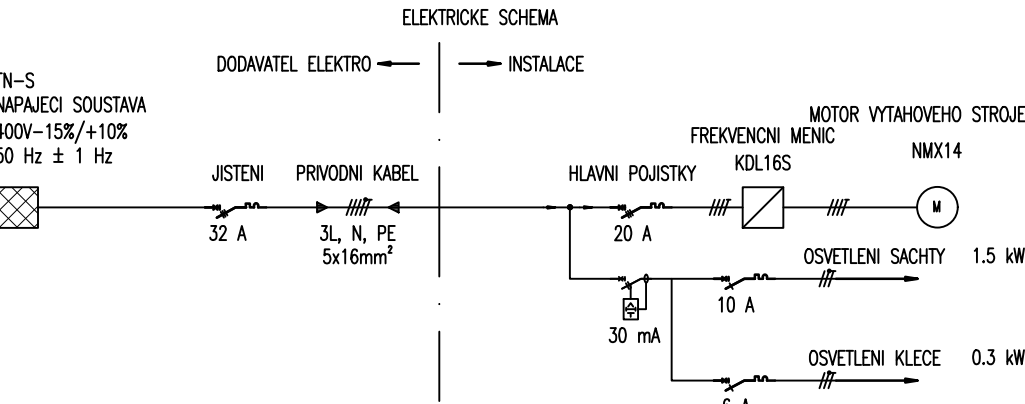 ELEKTRICKE SCHEMA
DODAVATEL ELEKTRO
INSTALACE
TN-S
NAPAJECI SOUSTAVA
400V-15%/+10%
50 Hz ± 1 Hz
JISTENI
32 A
PRIVODNI KABEL
3L, N, PE
5x16mm²
HLAVNI POJISTKY
20 A
FREKVENCNI MENIC
KDL16S
MOTOR VYTAHOVEHO STROJE
NMX14
M
30 mA
10 A
OSVETLENI SACHTY 1.5 kW
6 A
OSVETLENI KLECE 0.3 kW